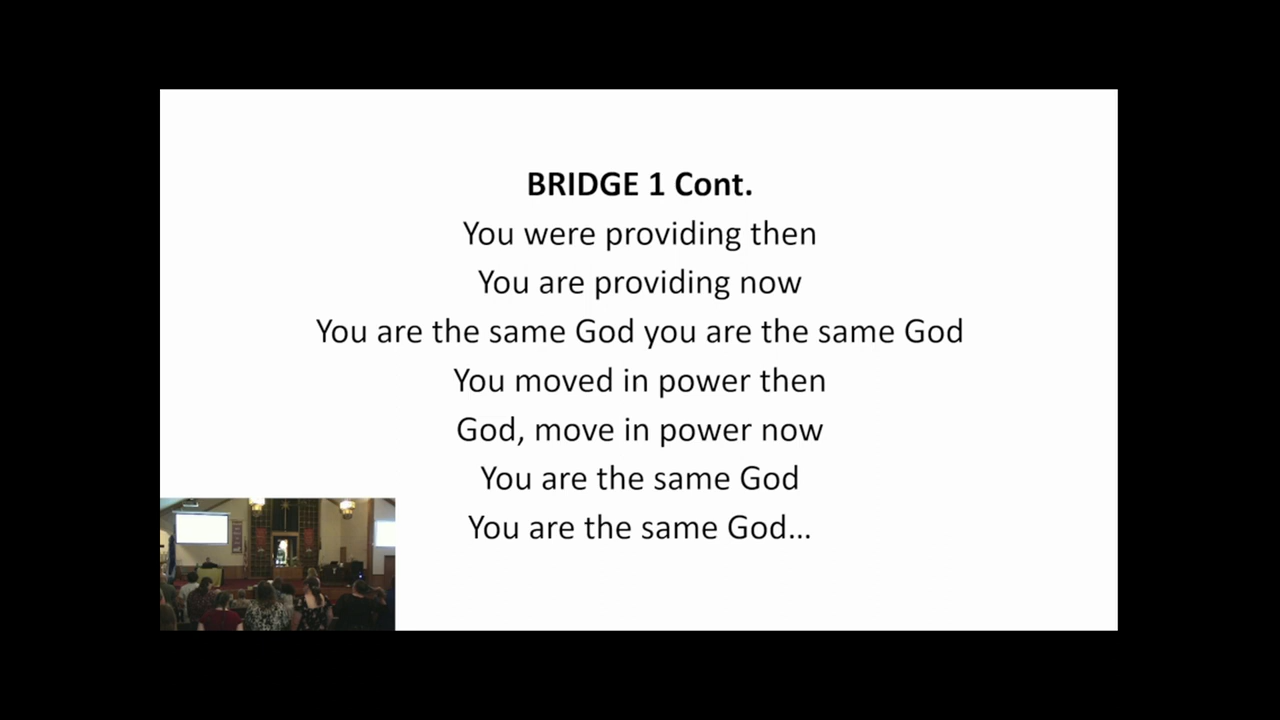 BRIDGE 1 Cont.
You were providing then
You are providing now
You are the same God you are the same God
You moved in power then
God, move in power now
You are the same God
You are the same God…